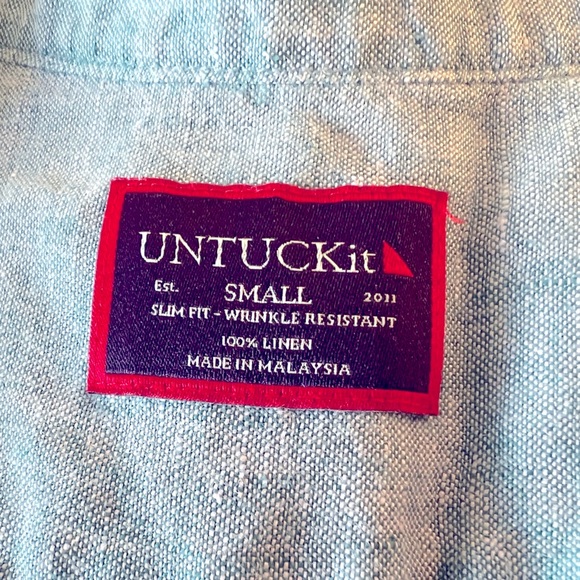 UNTUCKit
Est. SMALL 2011
SLIM FIT - WRINKLE RESISTANT
100% LINEN
MADE IN MALAYSIA